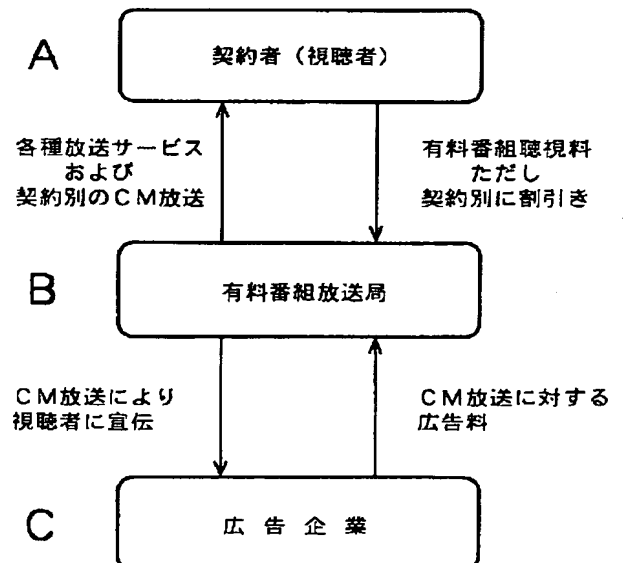 A
契約者（視聴者）
各種放送サービス
および
契約別のCM放送
有料番組聴視料
ただし
契約別に割引き
B
有料番組放送局
CM放送により
視聴者に宣伝
CM放送に対する
広告料
C
広告企業